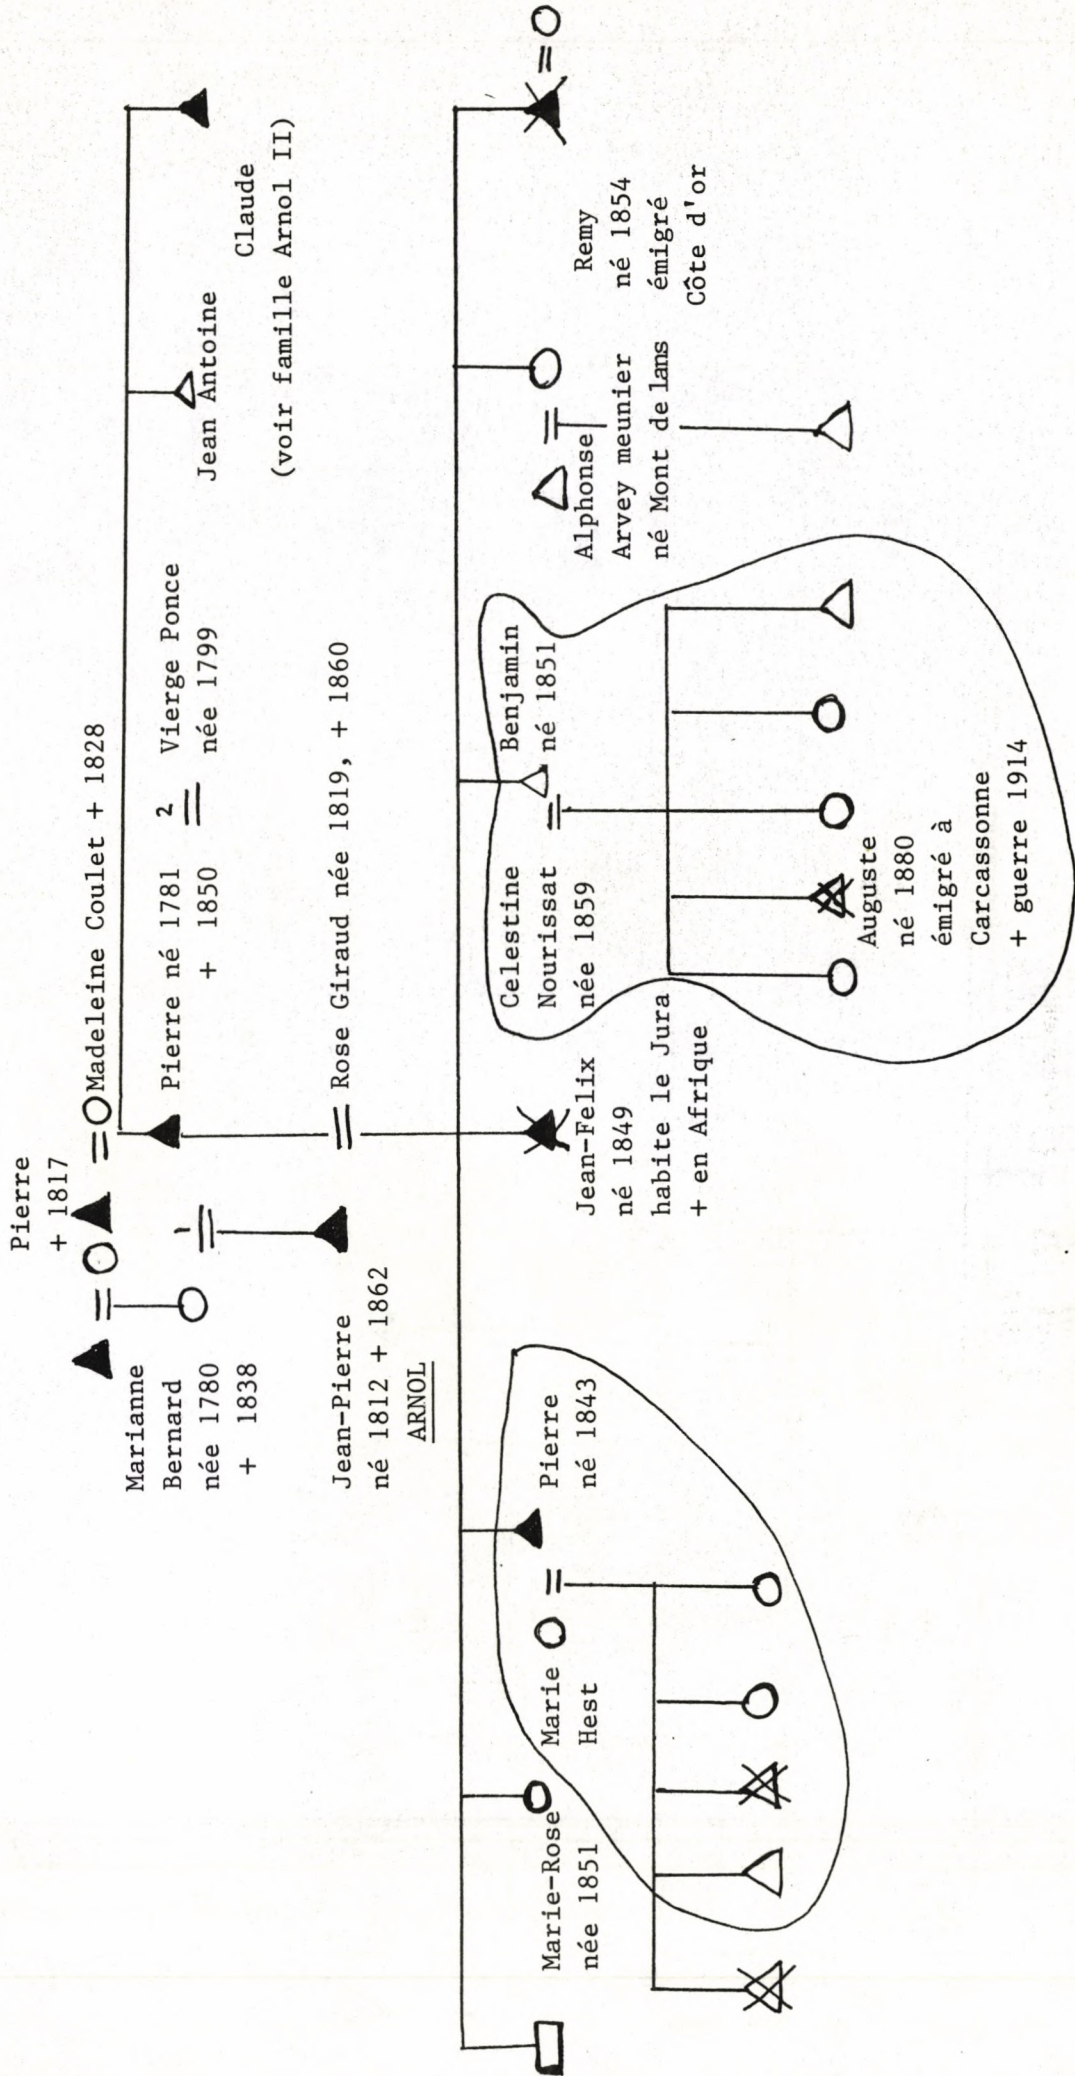 Pierre
+ 1817
Madeleine Coulet + 1828
Marianne
Bernard
née 1780
+ 1838
1
Pierre né 1781
+ 1850
2
Vierge Ponce
née 1799
Jean Antoine
Claude
(voir famille Arnol II)
Jean-Pierre
né 1812 + 1862
ARNOL
Rose Giraud née 1819, + 1860
Marie-Rose
née 1851
Marie
Hest
Pierre
né 1843
Jean-Felix
né 1849
habite le Jura
+ en Afrique
Celestine
Nourissat
née 1859
Benjamin
né 1851
Alphonse
Arvey meunier
né Mont de lans
Remy
né 1854
émigré
Côte d'or
Auguste
né 1880
émigré à
Carcassonne
+ guerre 1914